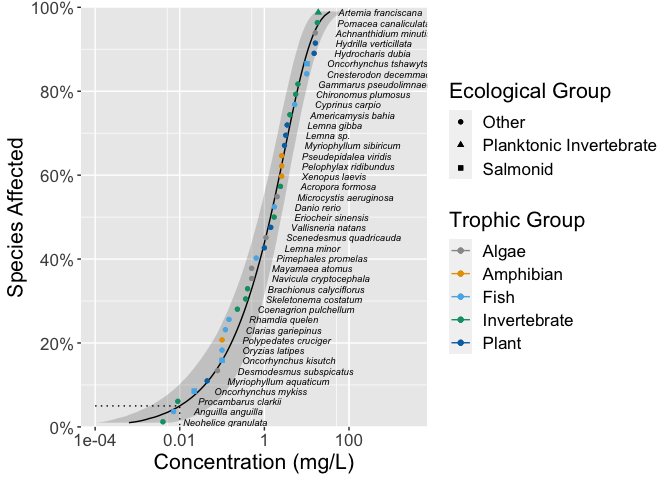 100%
80%
60%
40%
20%
0%
Species Affected
1e-04
0.01
1
100
Concentration (mg/L)
Artemia franciscana
Pomacea canaliculata
Achnanthidium minutis
Hydrilla verticillata
Hydrocharis dubia
Oncorhynchus tshawyts
Cnesterodon decemmac
Gammarus pseudolimnae
Chironomus plumosus
Cyprinus carpio
Americamysis bahia
Lemna gibba
Lemna sp.
Myriophyllum sibiricum
Pseudepidalea viridis
Pelophylax ridibundus
Xenopus laevis
Acropora formosa
Microcystis aeruginosa
Danio rerio
Eriocheir sinensis
Vallisneria natans
Scenedesmus quadricauda
Lemna minor
Pimephales promelas
Mayamaea atomus
Navicula cryptocephala
Brachionus calyciflorus
Skeletonema costatum
Coenagrion pulchellum
Rhamdia quelen
Clarias gariepinus
Polypedates cruciger
Oryzias latipes
Oncorhynchus kisutch
Desmodesmus subspicatus
Myriophyllum aquaticum
Oncorhynchus mykiss
Procambarus clarkii
Anguilla anguilla
Neohelice granulata
Ecological Group
Other
Planktonic Invertebrate
Salmonid
Trophic Group
Algae
Amphibian
Fish
Invertebrate
Plant